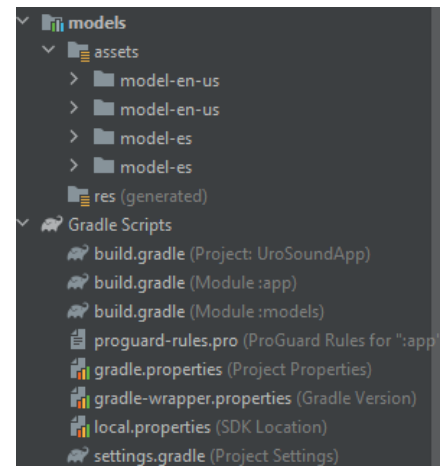 models
assets
model-en-us
model-en-us
model-es
model-es
res (generated)
Gradle Scripts
build.gradle (Project: UroSoundApp)
build.gradle (Module :app)
build.gradle (Module :models)
proguard-rules.pro (ProGuard Rules for ":app"
gradle.properties (Project Properties)
gradle-wrapper.properties (Gradle Version)
local.properties (SDK Location)
settings.gradle (Project Settings)